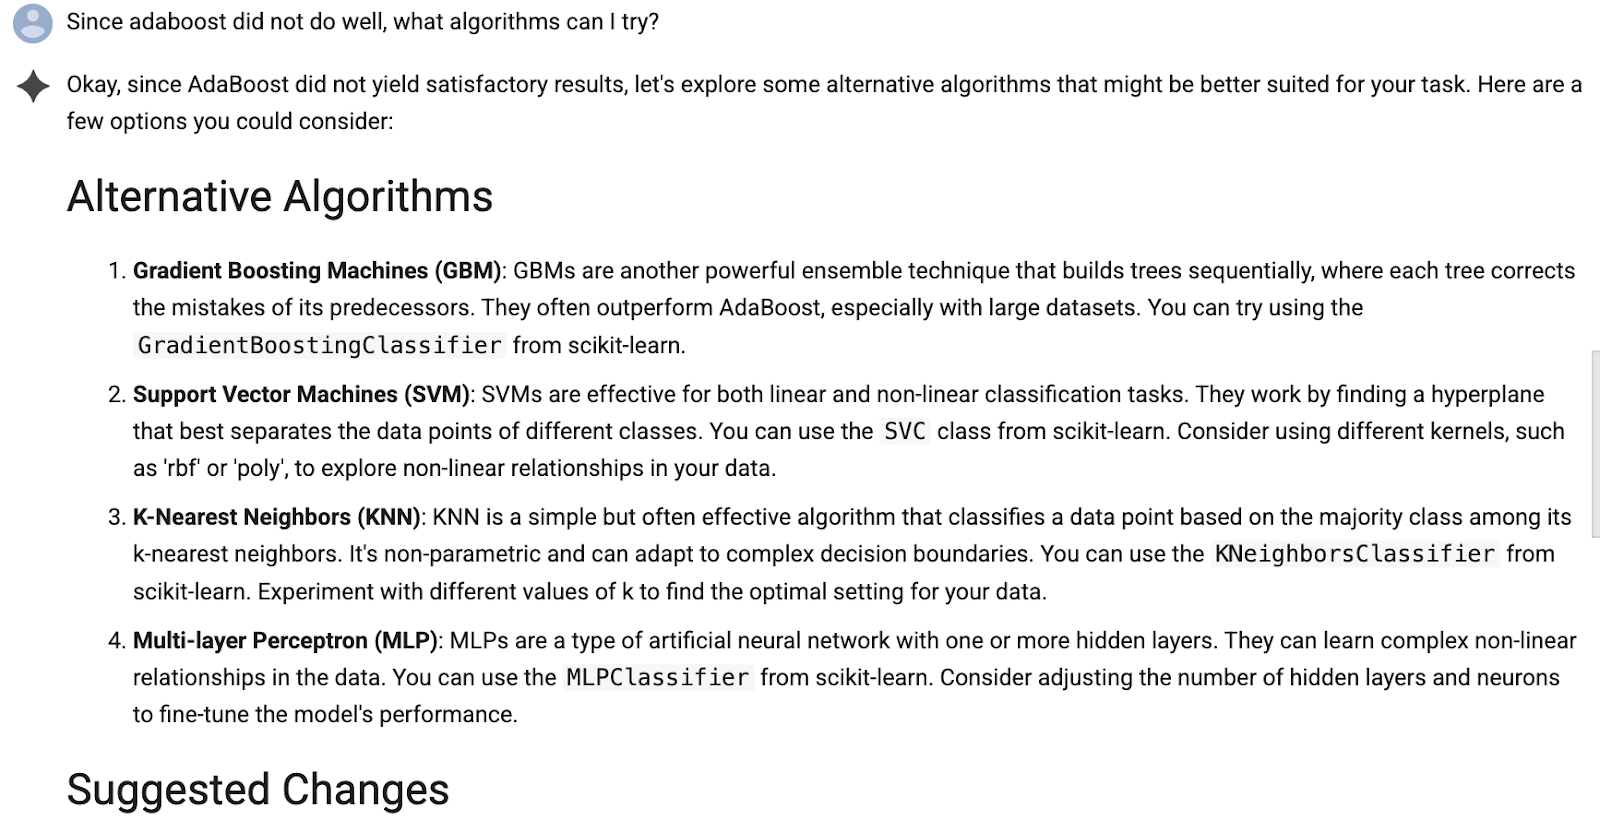 Since adaboost did not do well, what algorithms can I try?
Okay, since AdaBoost did not yield satisfactory results, let's explore some alternative algorithms that might be better suited for your task. Here are a
few options you could consider:
Alternative Algorithms
1. Gradient Boosting Machines (GBM): GBMs are another powerful ensemble technique that builds trees sequentially, where each tree corrects
the mistakes of its predecessors. They often outperform AdaBoost, especially with large datasets. You can try using the
GradientBoostingClassifier from scikit-learn.
2. Support Vector Machines (SVM): SVMs are effective for both linear and non-linear classification tasks. They work by finding a hyperplane
that best separates the data points of different classes. You can use the SVC class from scikit-learn. Consider using different kernels, such
as 'rbf' or 'poly', to explore non-linear relationships in your data.
3. K-Nearest Neighbors (KNN): KNN is a simple but often effective algorithm that classifies a data point based on the majority class among its
k-nearest neighbors. It's non-parametric and can adapt to complex decision boundaries. You can use the KNeighborsClassifier from
scikit-learn. Experiment with different values of k to find the optimal setting for your data.
4. Multi-layer Perceptron (MLP): MLPs are a type of artificial neural network with one or more hidden layers. They can learn complex non-linear
relationships in the data. You can use the MLPClassifier from scikit-learn. Consider adjusting the number of hidden layers and neurons
to fine-tune the model's performance.
Suggested Changes